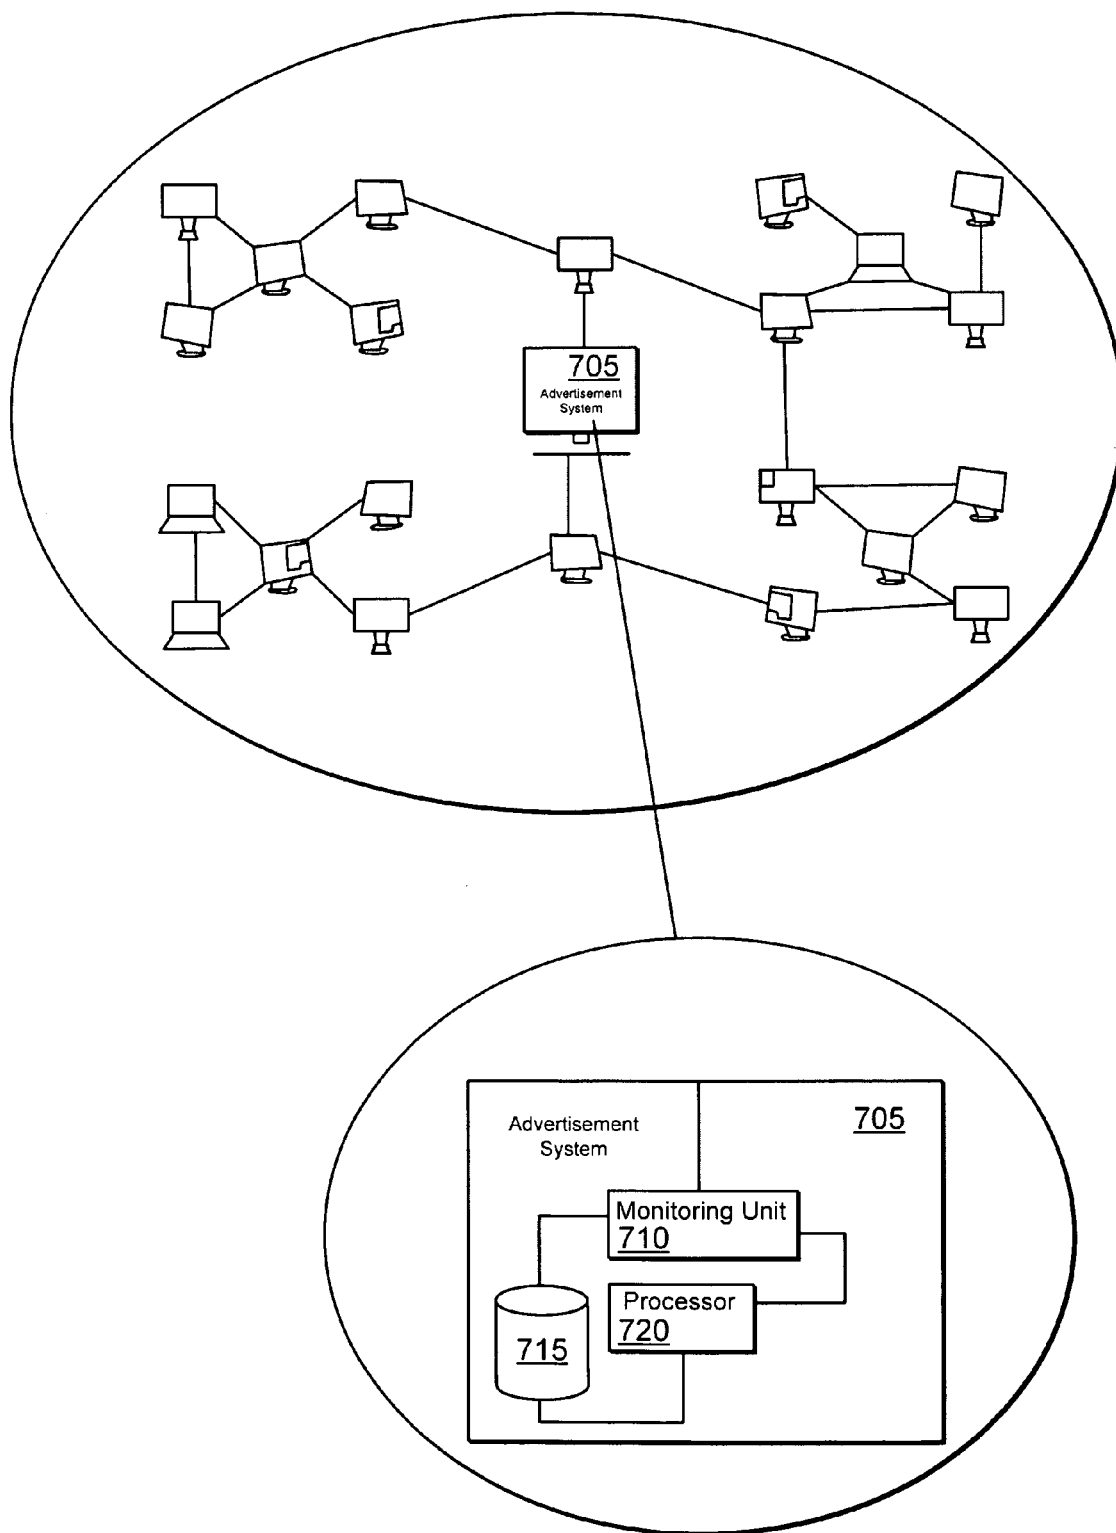 705
Advertisement
System
Advertisement
System
705
Monitoring Unit
710
Processor
720
715